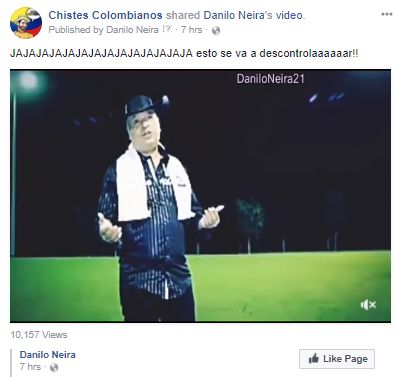 Chistes Colombianos shared Danilo Neira's video.
Published by Danilo Neira [?] · 7 hrs ·
JAJAJAJAJAJAJAJAJAJAJAJAJAJA esto se va a descontrolaaaaaar!!
DaniloNeira21
10,157 Views
Danilo Neira
7 hrs ·
Like Page